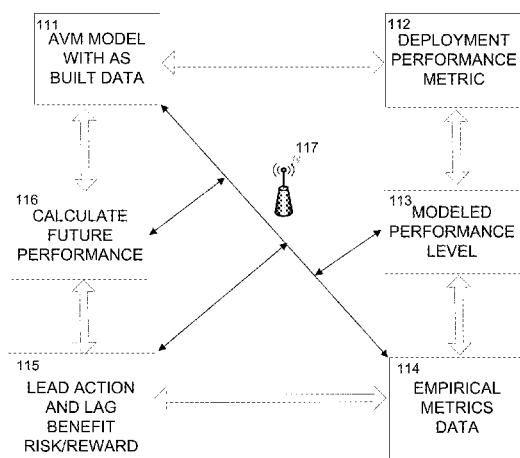 111
AVM MODEL
WITH AS
BUILT DATA
112
DEPLOYMENT
PERFORMANCE
METRIC
117
116
CALCULATE
FUTURE
PERFORMANCE
113
MODELED
PERFORMANCE
LEVEL
115
LEAD ACTION
AND LAG
BENEFIT
RISK/REWARD
114
EMPIRICAL
METRICS
DATA